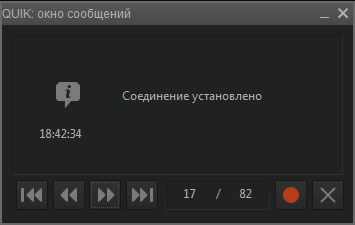 QUIK: окно сообщений
Соединение установлено
18:42:34
17 / 82